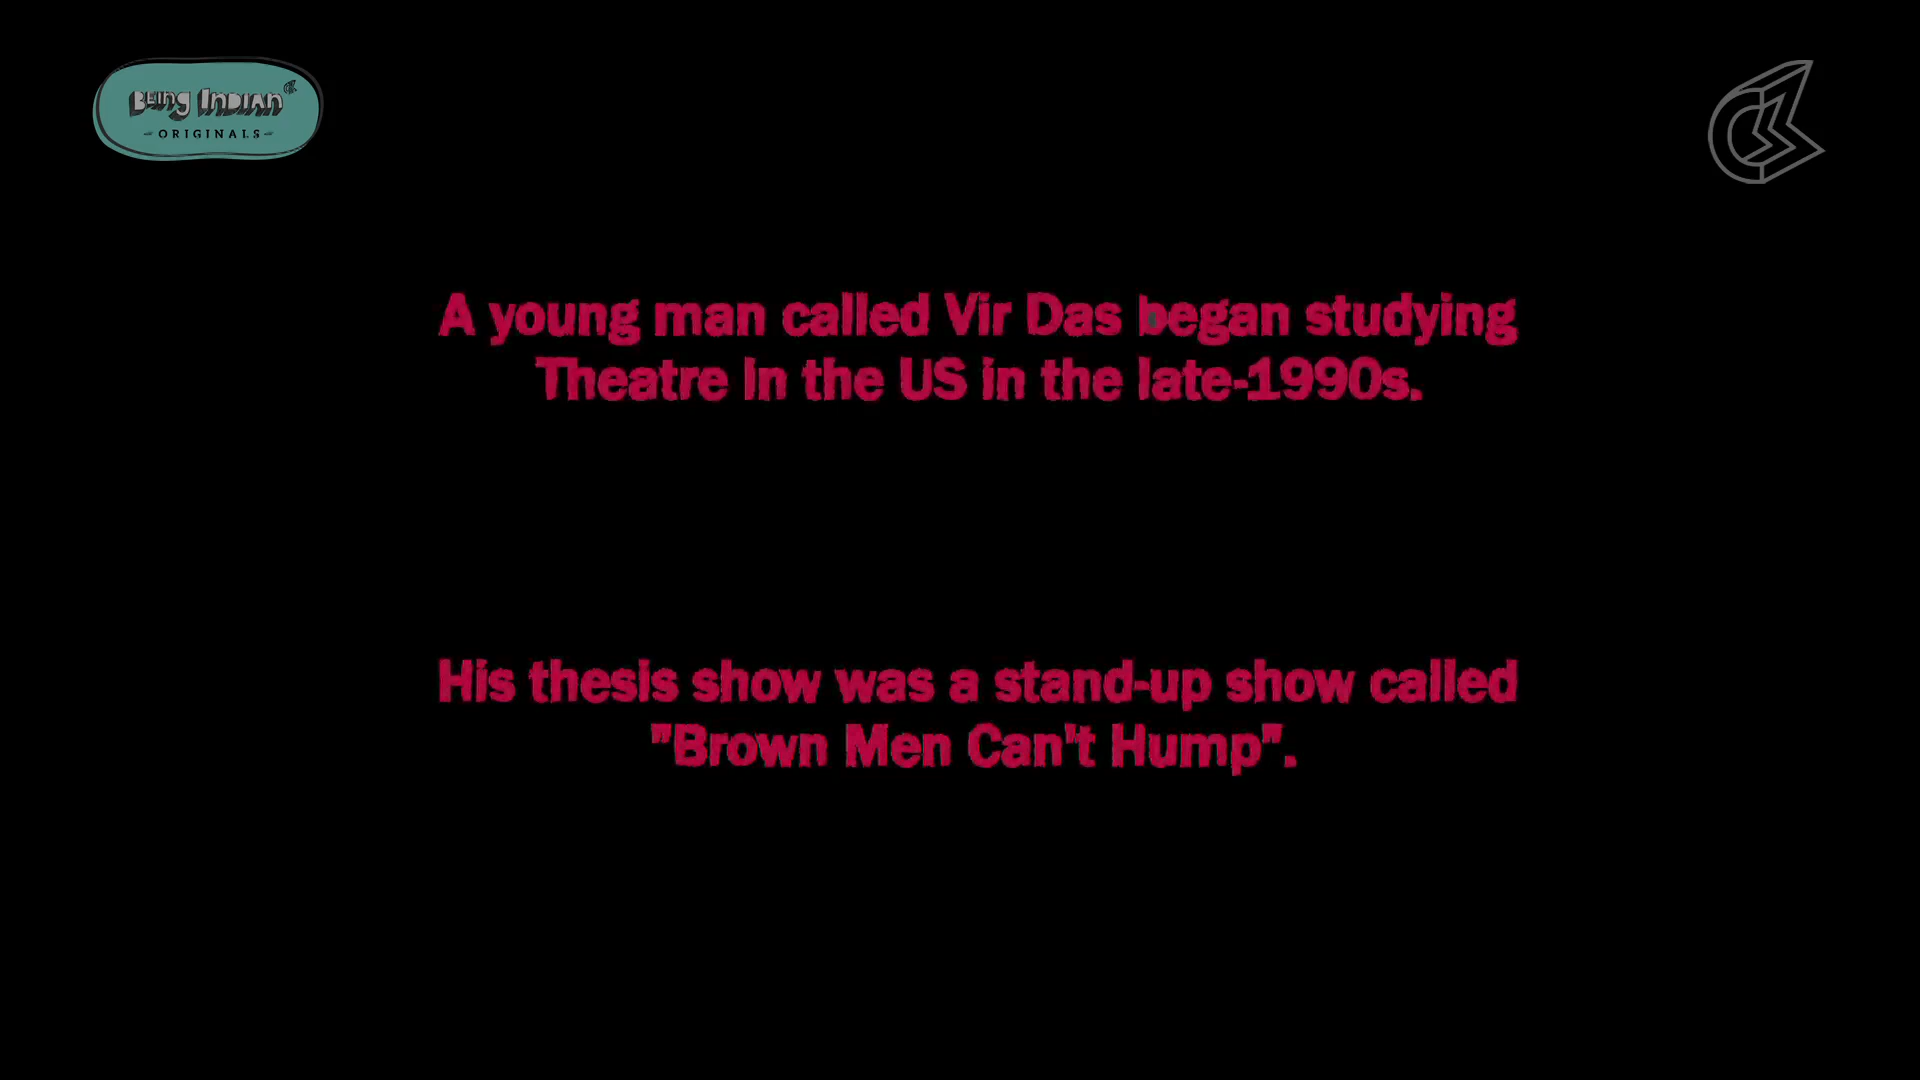 BEING INDIAN
ORIGINALS
A young man called Vir Das began studying
Theatre in the US in the late-1990s.
His thesis show was a stand-up show called
"Brown Men Can't Hump".